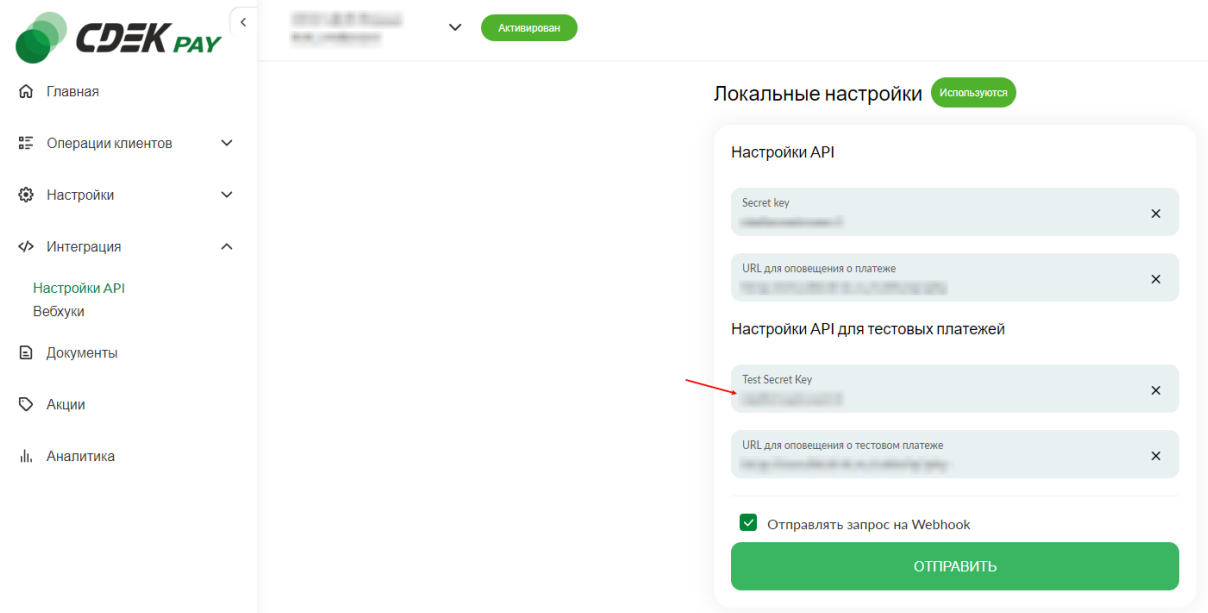 CDEK PAY
Активирован
Главная
Операции клиентов
Настройки
Интеграция
Настройки API
Вебхуки
Документы
Акции
Аналитика
Локальные настройки
Используются
Настройки API
Secret key
URL для оповещения о платеже
Настройки API для тестовых платежей
Test Secret Key
URL для оповещения о тестовом платеже
Отправлять запрос на Webhook
ОТПРАВИТЬ